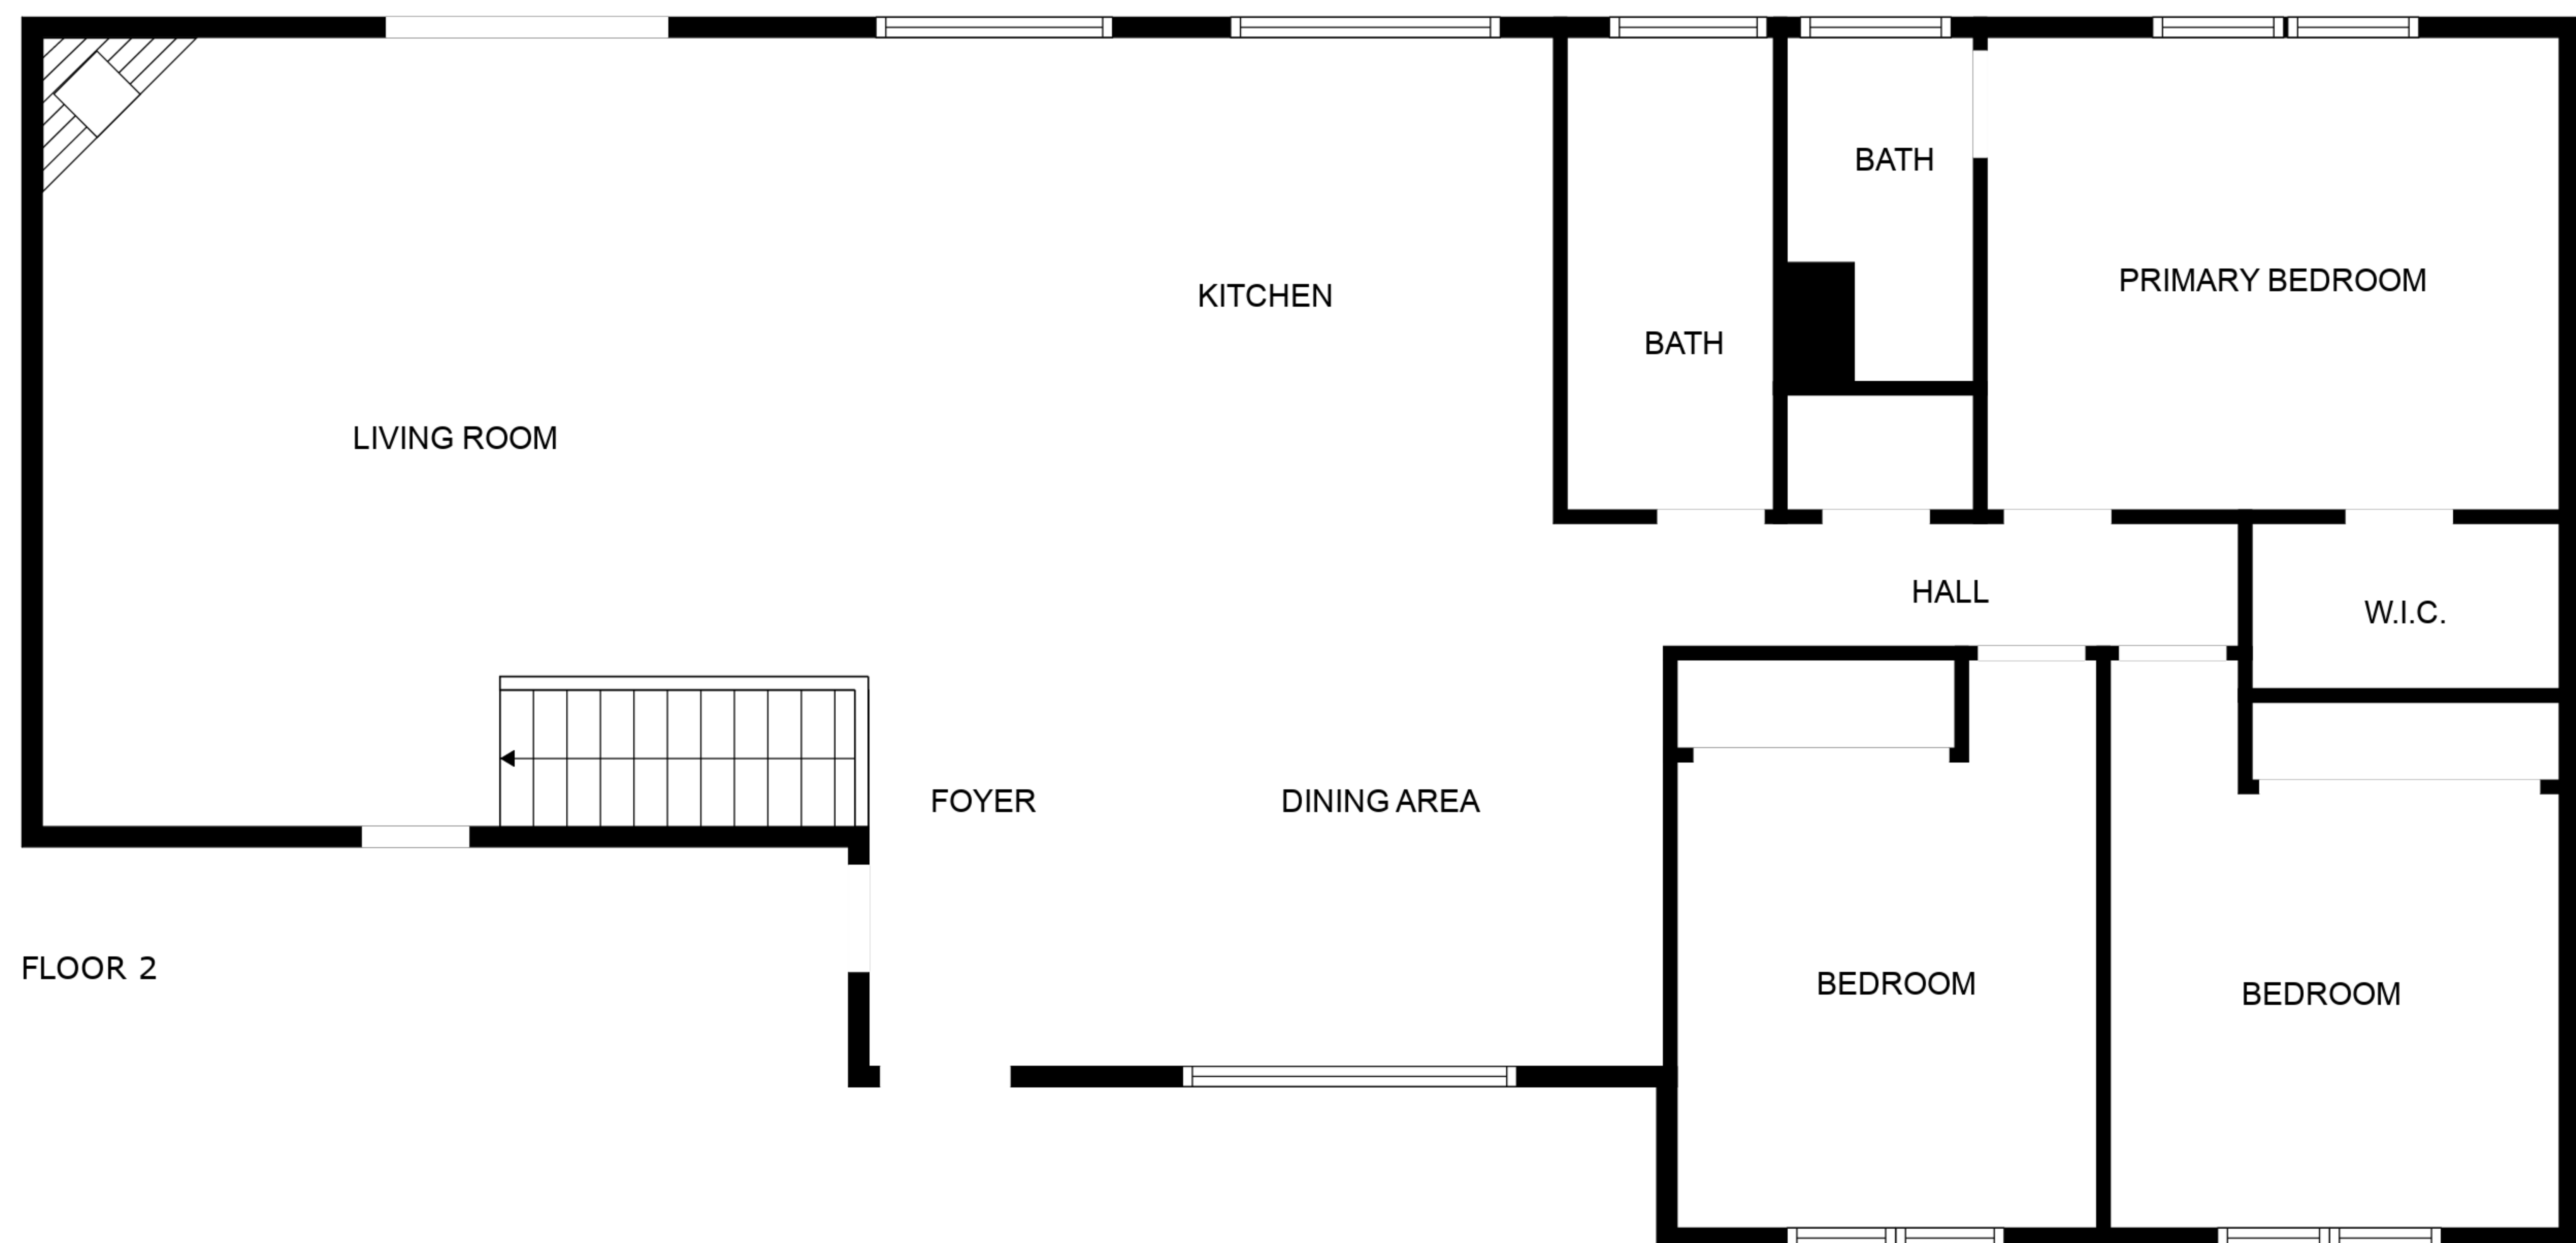 BATH
PRIMARY BEDROOM
KITCHEN
BATH
LIVING ROOM
HALL
W.I.C.
FOYER
DINING AREA
FLOOR 2
BEDROOM
BEDROOM